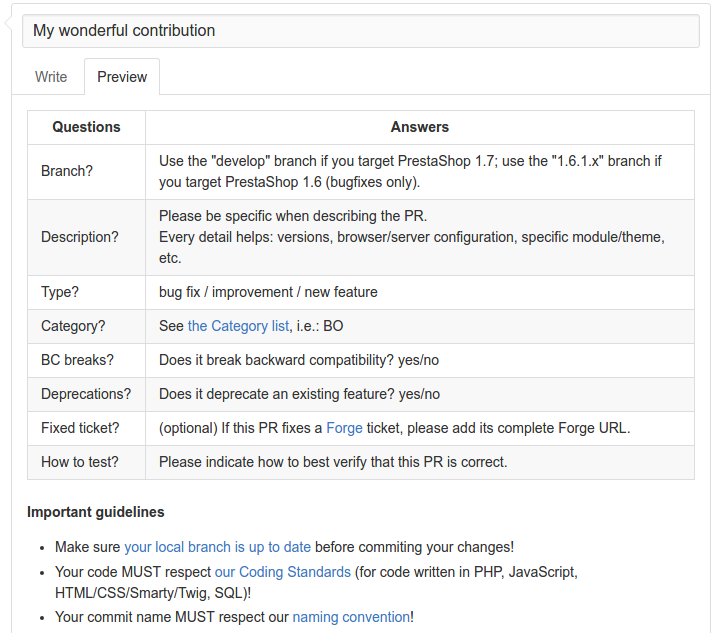 My wonderful contribution
Write Preview
Questions Answers
Branch? Use the "develop" branch if you target PrestaShop 1.7; use the "1.6.1.x" branch if
you target PrestaShop 1.6 (bugfixes only).
Description? Please be specific when describing the PR.
Every detail helps: versions, browser/server configuration, specific module/theme,
etc.
Type? bug fix / improvement / new feature
Category? See the Category list, i.e.: BO
BC breaks? Does it break backward compatibility? yes/no
Deprecations? Does it deprecate an existing feature? yes/no
Fixed ticket? (optional) If this PR fixes a Forge ticket, please add its complete Forge URL.
How to test? Please indicate how to best verify that this PR is correct.
Important guidelines
• Make sure your local branch is up to date before commiting your changes!
• Your code MUST respect our Coding Standards (for code written in PHP, JavaScript,
HTML/CSS/Smarty/Twig, SQL)!
• Your commit name MUST respect our naming convention!